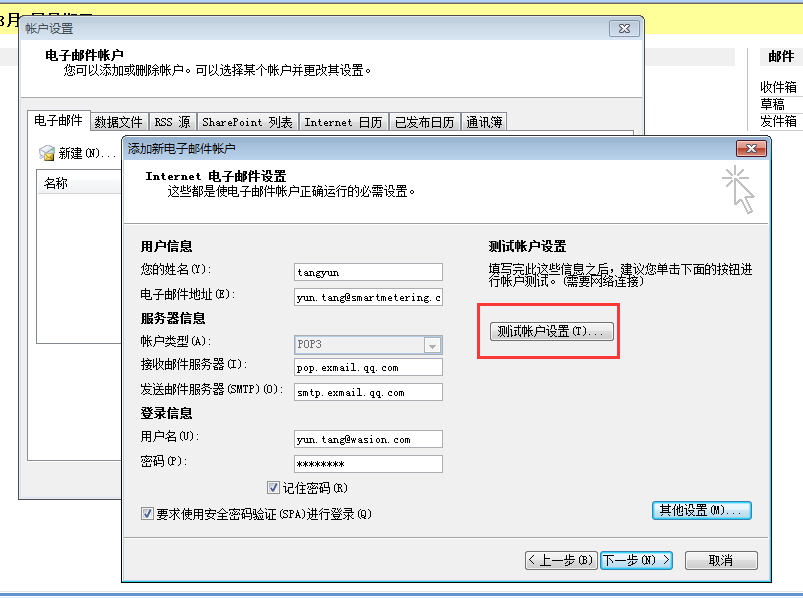 帐户设置
电子邮件帐户
您可以添加或删除帐户。可以选择某个帐户并更改其设置。
邮件
收件箱
草稿
发件箱
电子邮件 数据文件 RSS 源 SharePoint 列表 Internet 日历 已发布日历 通讯簿
新建(N)...
名称
添加新电子邮件帐户
Internet 电子邮件设置
这些都是使电子邮件帐户正确运行的必需设置。
用户信息
您的姓名(Y): tangyun
电子邮件地址(E): yun.tang@smartmetering.c
服务器信息
帐户类型(A): POP3
接收邮件服务器(I): pop.exmail.qq.com
发送邮件服务器(SMTP)(O): smtp.exmail.qq.com
登录信息
用户名(U): yun.tang@wasion.com
密码(P): ********
记住密码(R)
要求使用安全密码验证(SPA)进行登录(Q)
测试帐户设置
填写完此这些信息之后，建议您单击下面的按钮进
行帐户测试。(需要网络连接)
测试帐户设置(T)...
其他设置(M)...
< 上一步(B) 下一步(N) > 取消